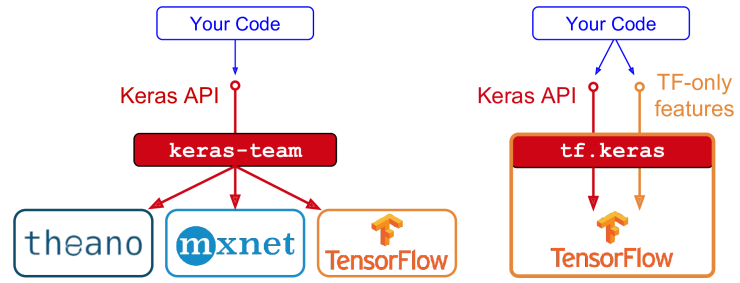 Your Code
Keras API
keras-team
theano
mxnet
TensorFlow
Your Code
Keras API
TF-only
features
tf.keras
TensorFlow